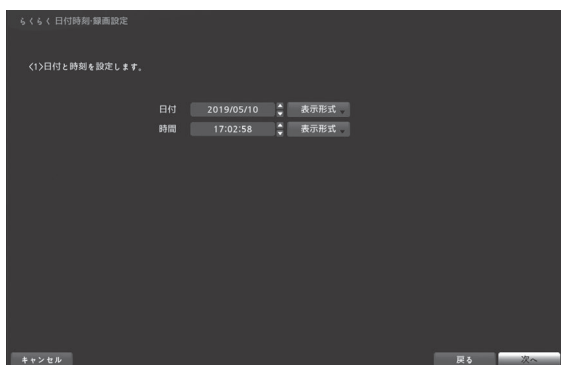 らくらく 日付時刻·録画設定
<1>日付と時刻を設定します。
日付 2019/05/10 表示形式
時間 17:02:58 表示形式
キャンセル 戻る 次へ